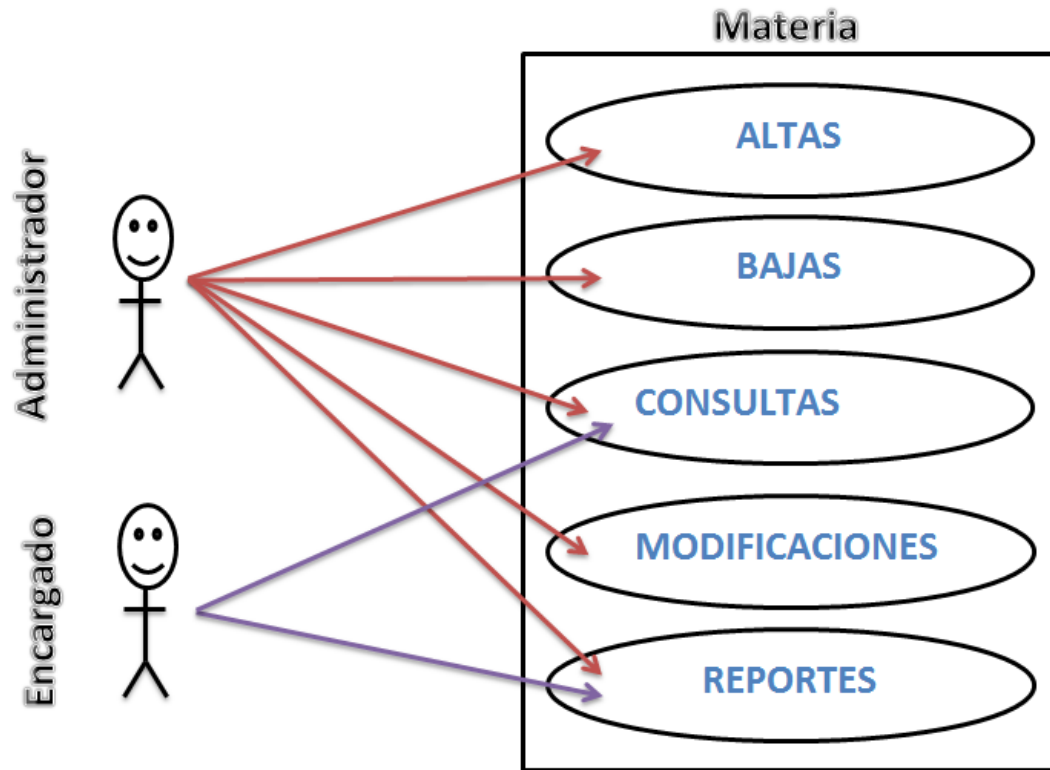 Materia
Administrador
ALTAS
BAJAS
CONSULTAS
Encargado
MODIFICACIONES
REPORTES